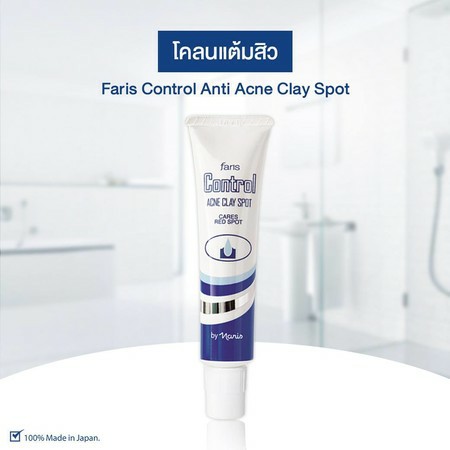 โคลนแต้มสิว
Faris Control Anti Acne Clay Spot
faris
Control
ACNE CLAY SPOT
CARES
RED SPOT
by Naris
100% Made in Japan.